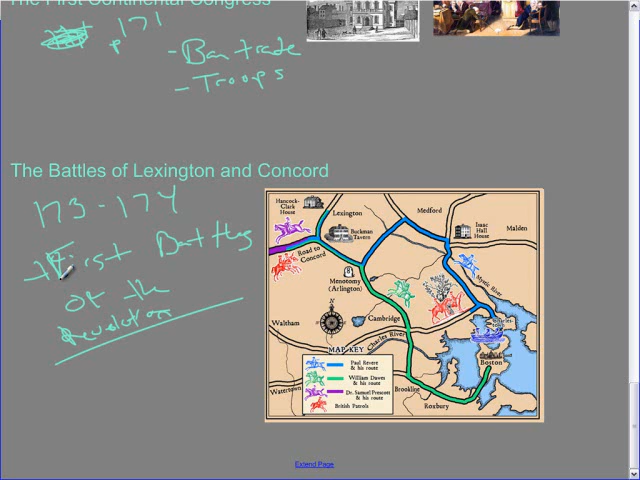 The First Continental Congress
p 171
- Ban trade
- Troops
The Battles of Lexington and Concord
173 - 174
First Battles
of the
Revolution
Hancock-
Clark
House
Lexington
Buckman
Tavern
Medford
Isaac
Hall
House
Malden
Road to
Concord
Menotomy
(Arlington)
Mystic River
N
Waltham
Cambridge
Charles River
Charles-
town
Boston
MAP KEY
Paul Revere
& his route
William Dawes
& his route
Dr. Samuel Prescott
& his route
British Patrols
Watertown
Brookline
Roxbury
Extend Page